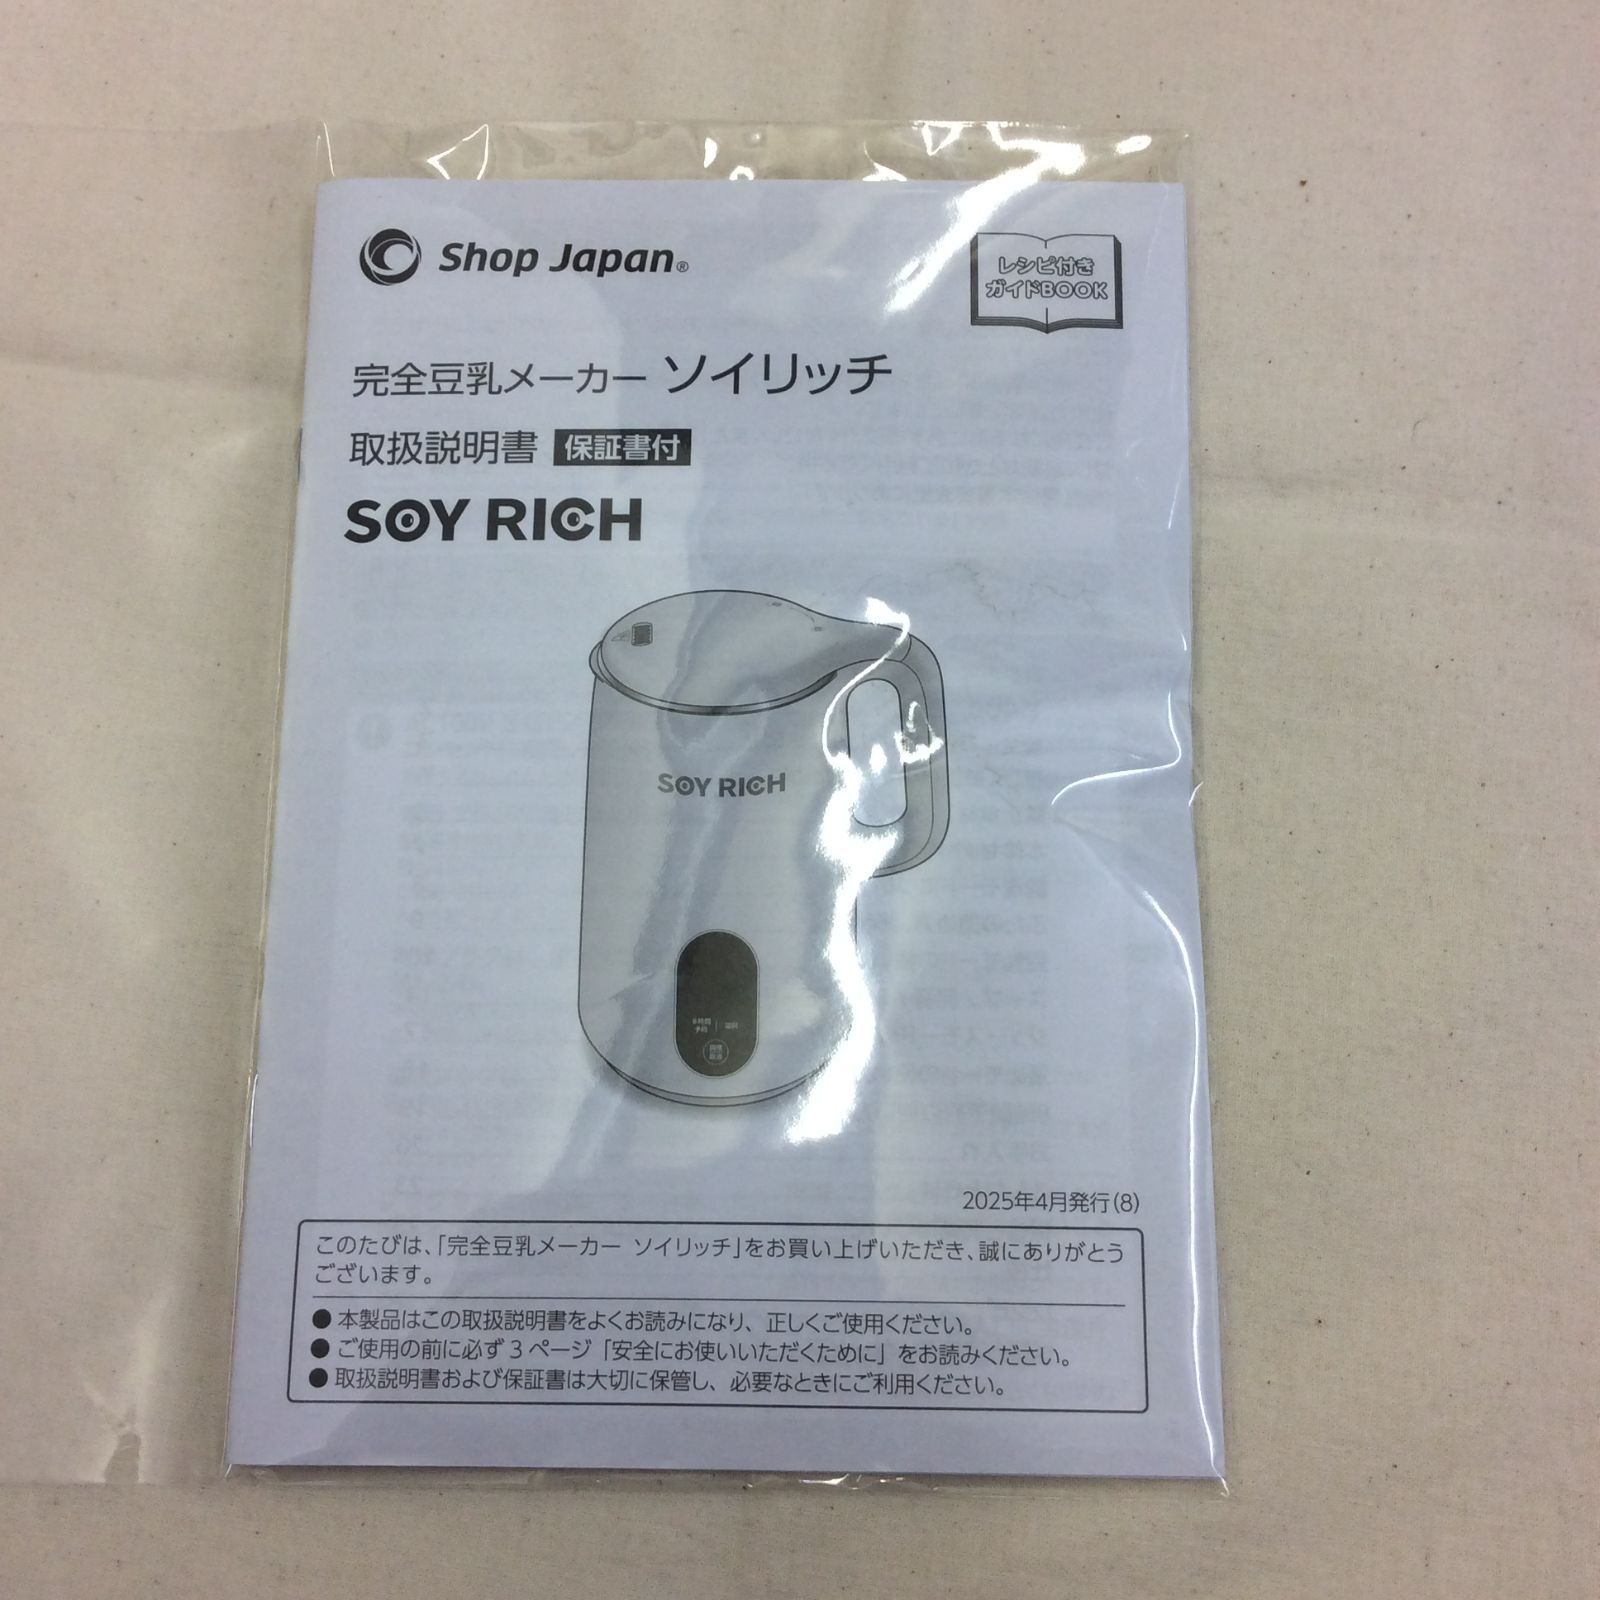 Shop Japan®
レシピ付き
ガイドBOOK
完全豆乳メーカー ソイリッチ
取扱説明書 保証書付
SOY RICH
SOY RICH
2025年4月発行(8)
このたびは、「完全豆乳メーカー ソイリッチ」をお買い上げいただき、誠にありがとう
ございます。
● 本製品はこの取扱説明書をよくお読みになり、正しくご使用ください。
● ご使用の前に必ず3ページ「安全にお使いいただくために」をお読みください。
● 取扱説明書および保証書は大切に保管し、必要なときにご利用ください。